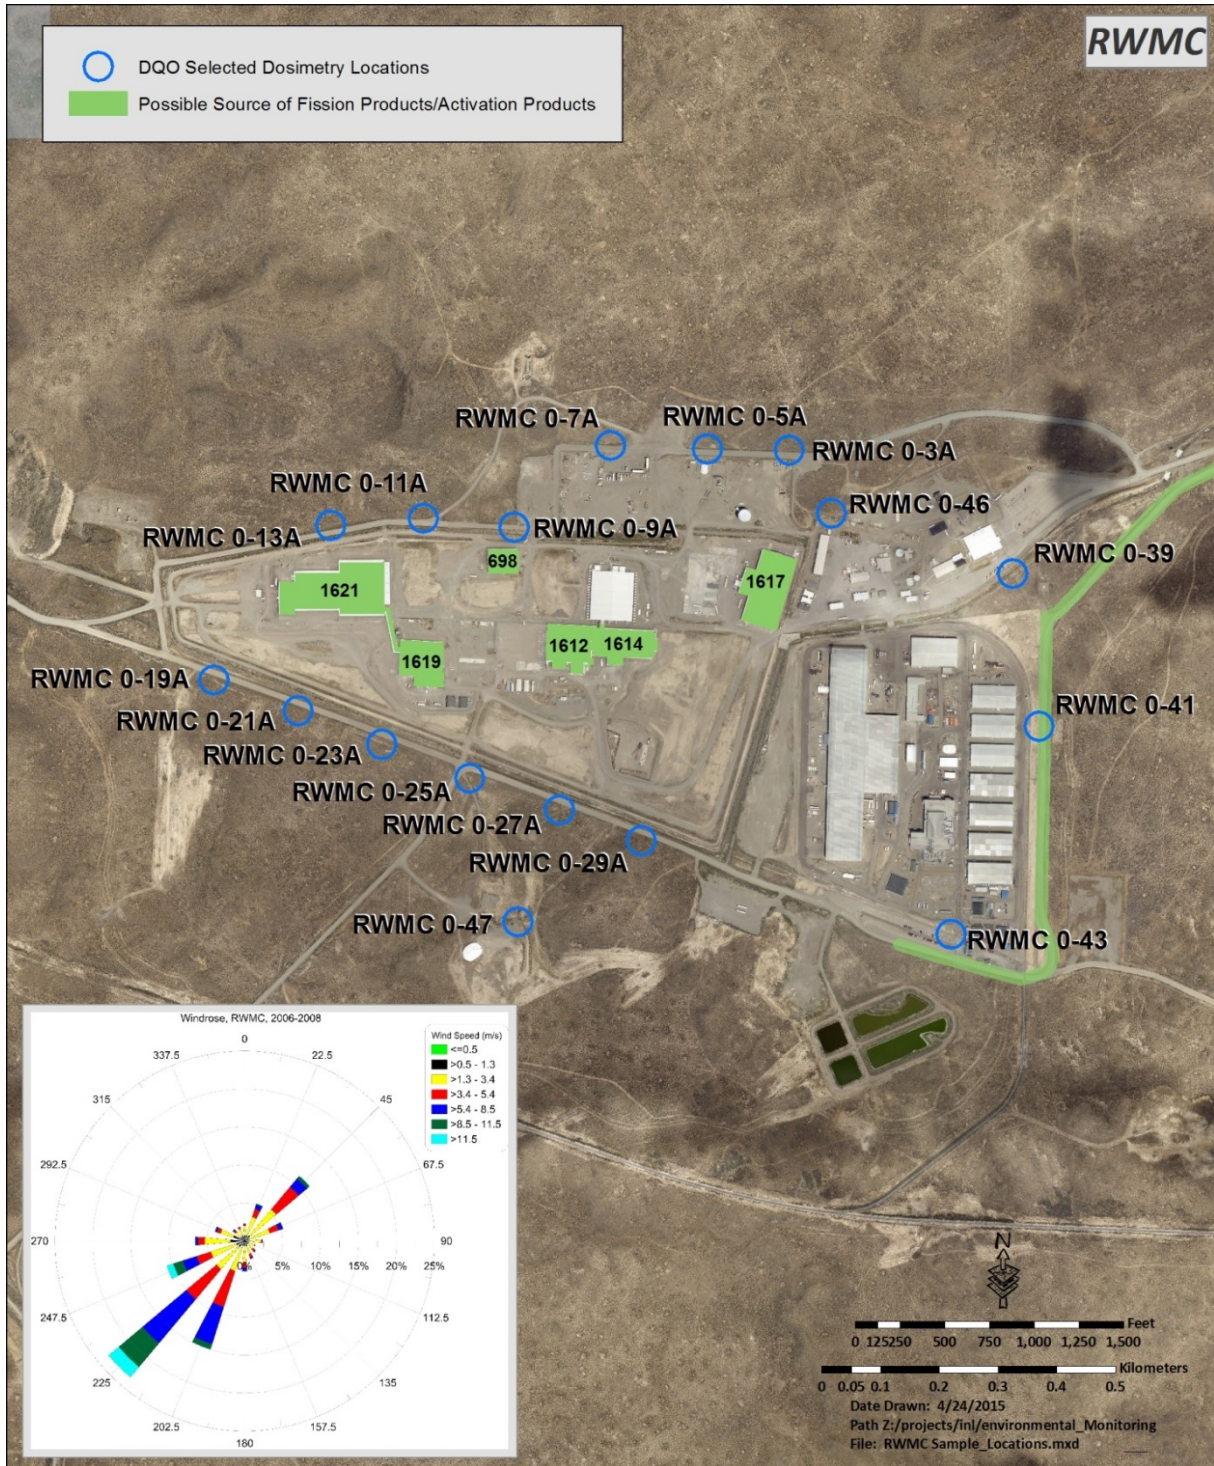 RWMC
DQO Selected Dosimetry Locations
Possible Source of Fission Products/Activation Products
RWMC 0-7A
RWMC 0-5A
RWMC 0-3A
RWMC 0-11A
RWMC 0-46
RWMC 0-13A
RWMC 0-9A
RWMC 0-39
698
1621
1617
1612
1614
1619
RWMC 0-19A
RWMC 0-21A
RWMC 0-41
RWMC 0-23A
RWMC 0-25A
RWMC 0-27A
RWMC 0-29A
RWMC 0-47
RWMC 0-43
Windrose, RWMC, 2006-2008
Wind Speed (m/s)
<=0.5
>0.5 - 1.3
>1.3 - 3.4
>3.4 - 5.4
>5.4 - 8.5
>8.5 - 11.5
>11.5
0
22.5
45
67.5
90
112.5
135
157.5
180
202.5
225
247.5
270
292.5
315
337.5
0% 5% 10% 15% 20% 25%
N
Feet
0 125250 500 750 1,000 1,250 1,500
Kilometers
0 0.05 0.1 0.2 0.3 0.4 0.5
Date Drawn: 4/24/2015
Path Z:/projects/inl/environmental_Monitoring
File: RWMC Sample_Locations.mxd